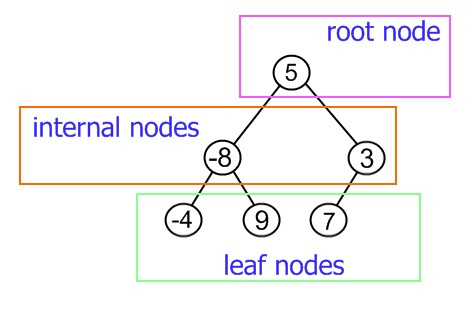 root node
5
internal nodes
-8 3
-4 9 7
leaf nodes